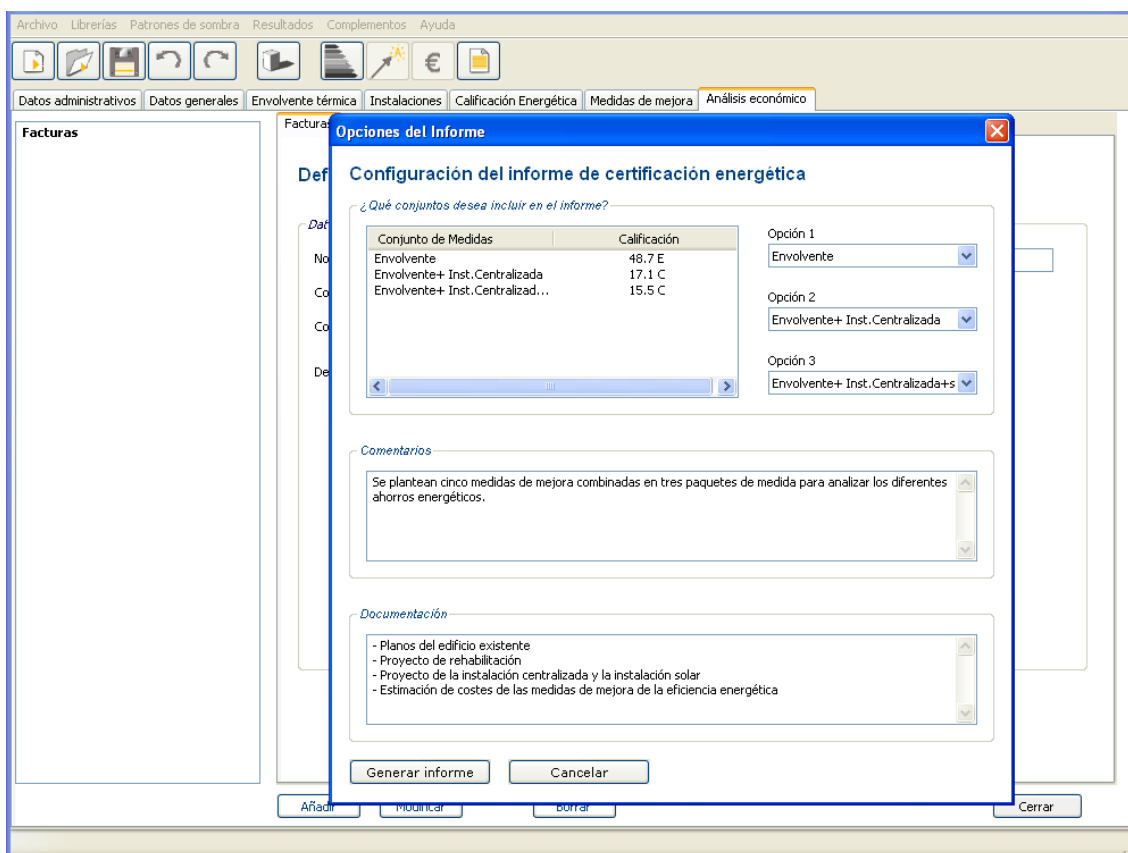 Archivo Librerías Patrones de sombra Resultados Complementos Ayuda
€
Datos administrativos Datos generales Envolvente térmica Instalaciones Calificación Energética Medidas de mejora Análisis económico
Facturas
Facturas
Opciones del Informe
Def
Configuración del informe de certificación energética
¿Qué conjuntos desea incluir en el informe?
Dat
Conjunto de Medidas Calificación
Opción 1
No
Envolvente 48.7 E
Envolvente
Envolvente+ Inst.Centralizada 17.1 C
Co
Envolvente+ Inst.Centralizad... 15.5 C
Opción 2
Co
Envolvente+ Inst.Centralizada
Opción 3
De
Envolvente+ Inst.Centralizada+s
Comentarios
Se plantean cinco medidas de mejora combinadas en tres paquetes de medida para analizar los diferentes
ahorros energéticos.
Documentación
- Planos del edificio existente
- Proyecto de rehabilitación
- Proyecto de la instalación centralizada y la instalación solar
- Estimación de costes de las medidas de mejora de la eficiencia energética
Generar informe Cancelar
Añadir Modificar Borrar Cerrar